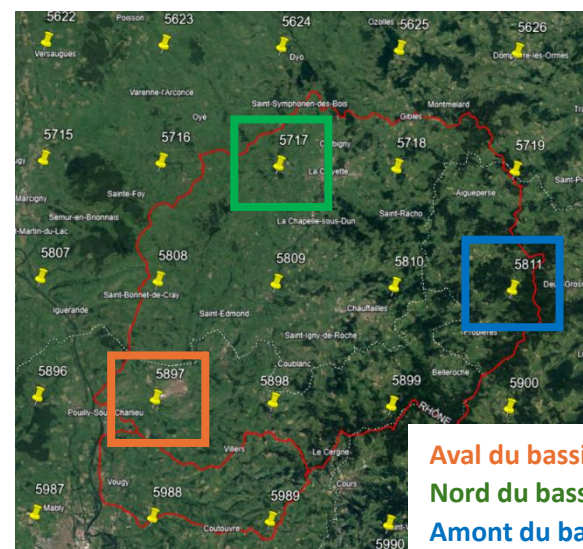 5622 Poisson 5623 5624 Ozolles 5625 5626
Versaugues Dyo Dompierre-les-Ormes
Varenne-l'Arconce Saint-Symphorien-des-Bois Montmelard
Oyé Gibles
5715 5716 5717 5718 5719
La Clayette
Marcigny Sainte-Foy Aigueperse
Semur-en-Brionnais La Chapelle-sous-Dun Saint-Racho
t-Martin-du-Lac
5807 5808 5809 5810 5811
Saint-Bonnet-de-Cray
Iguerande Saint-Edmond Chauffailles
Saint-Igny-de-Roche Propières
5896 5897 Coublanc 5898 5899 Belleroche 5900
Pouilly-Sous-Charlieu RHÔNE
Villers Le Cergne
Vougy Cours
5987 5988 5989
Mably Coutouvre 5990
Aval du bassi
Nord du bass
Amont du ba